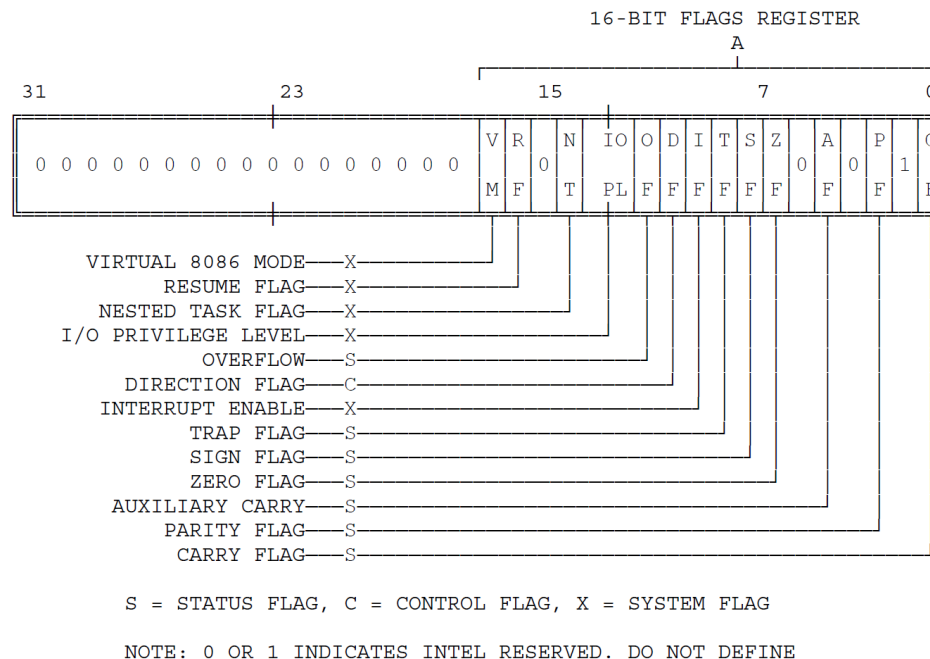 16-BIT FLAGS REGISTER
A
31 23 15 7 0
V R N IO O D I T S Z A P C
0 0 0 0 0 0 0 0 0 0 0 0 0 0 0 0 0 0 0 0 1
M F T PL F F F F F F F F F
VIRTUAL 8086 MODE X
RESUME FLAG X
NESTED TASK FLAG X
I/O PRIVILEGE LEVEL X
OVERFLOW S
DIRECTION FLAG C
INTERRUPT ENABLE X
TRAP FLAG S
SIGN FLAG S
ZERO FLAG S
AUXILIARY CARRY S
PARITY FLAG S
CARRY FLAG S
S = STATUS FLAG, C = CONTROL FLAG, X = SYSTEM FLAG
NOTE: 0 OR 1 INDICATES INTEL RESERVED. DO NOT DEFINE